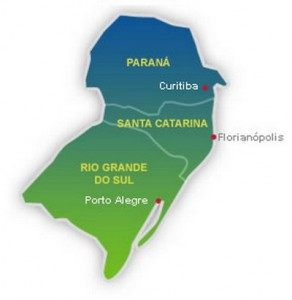 PARANÁ
Curitiba
SANTA CATARINA
Florianópolis
RIO GRANDE
DO SUL
Porto Alegre